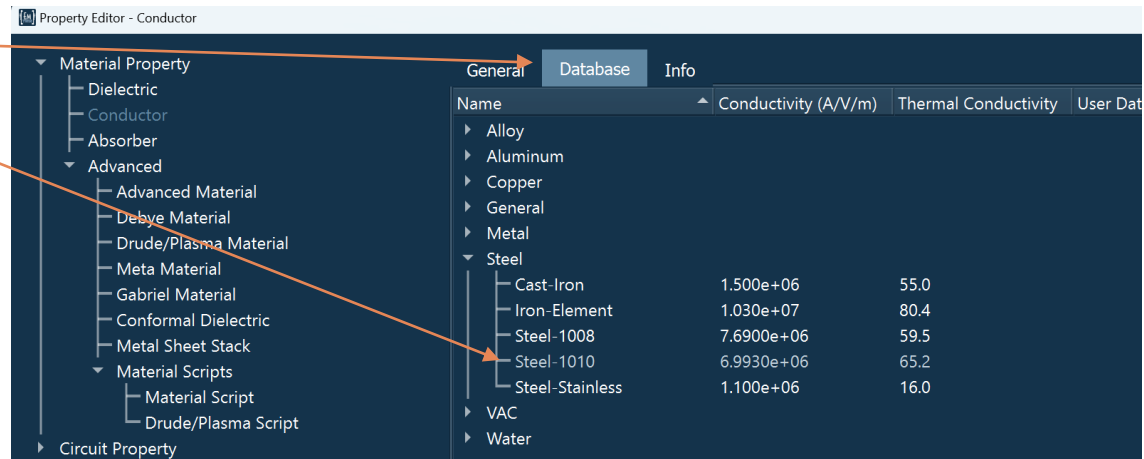 Property Editor - Conductor
Material Property
Dielectric
Conductor
Absorber
Advanced
Advanced Material
Debye Material
Drude/Plasma Material
Meta Material
Gabriel Material
Conformal Dielectric
Metal Sheet Stack
Material Scripts
Material Script
Drude/Plasma Script
Circuit Property
General Database Info
Name Conductivity (A/V/m) Thermal Conductivity User Dat
Alloy
Aluminum
Copper
General
Metal
Steel
Cast-Iron 1.500e+06 55.0
Iron-Element 1.030e+07 80.4
Steel-1008 7.6900e+06 59.5
Steel-1010 6.9930e+06 65.2
Steel-Stainless 1.100e+06 16.0
VAC
Water